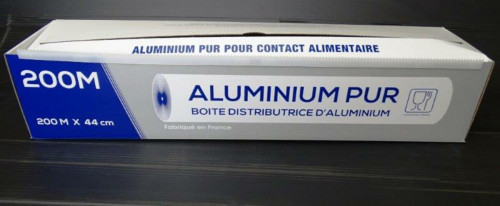 ALUMINIUM PUR POUR CONTACT ALIMENTAIRE
200M
200 M X 44 cm
ALUMINIUM PUR
BOITE DISTRIBUTRICE D'ALUMINIUM
Fabriqué en France